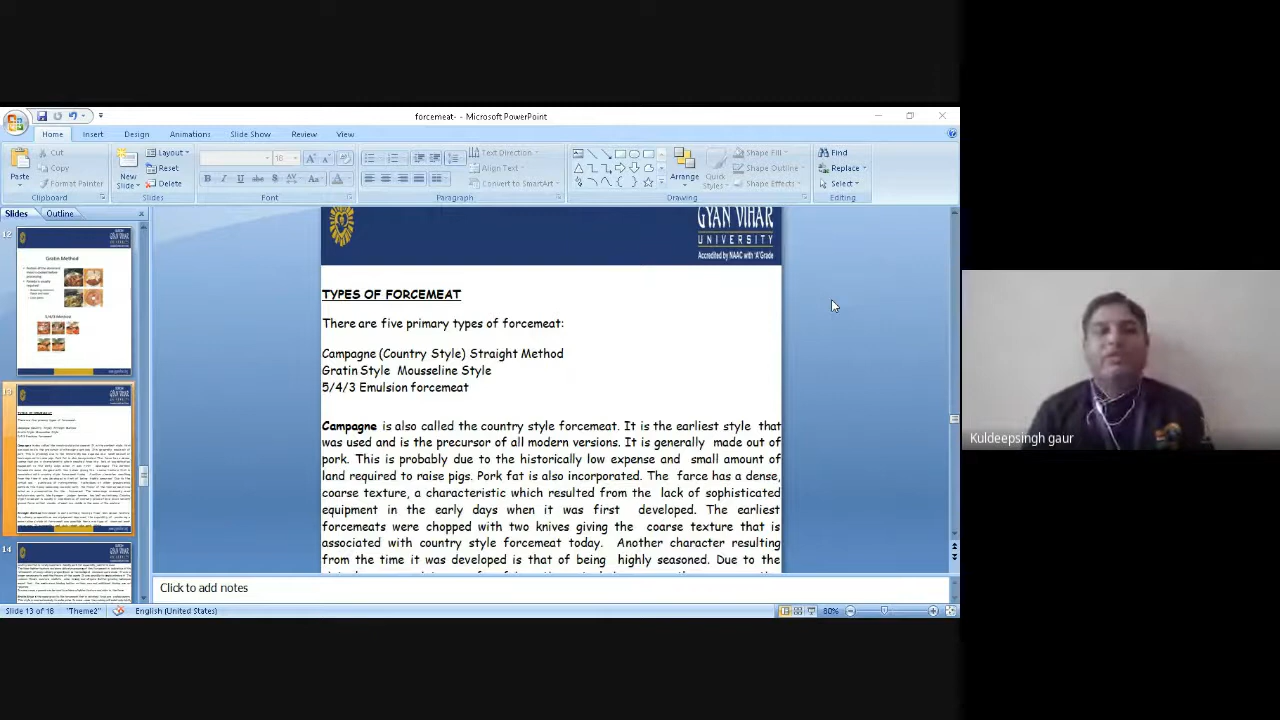 forcemeat- - Microsoft PowerPoint
Home Insert Design Animations Slide Show Review View
Paste Cut Copy Format Painter Clipboard
New Slide Layout Reset Delete Slides
18 Font
Text Direction Align Text Convert to SmartArt Paragraph
Arrange Quick Styles Shape Fill Shape Outline Shape Effects Drawing
Find Replace Select Editing
Slides Outline
12
Gratin Method
5/4/3 Method
13
14
GYAN VIHAR
UNIVERSITY
Accredited by NAAC with 'A'Grade
TYPES OF FORCEMEAT
There are five primary types of forcemeat:
Campagne (Country Style) Straight Method
Gratin Style Mousseline Style
5/4/3 Emulsion forcemeat
Campagne is also called the country style forcemeat. It is the earliest style that
was used and is the precursor of all modern versions. It is generally made out of
pork. This is probably due to the historically low expense and small amount of
land required to raise pork. Liver is also incorporated. The farce has a basic
coarse texture, a characteristic which resulted from the lack of sophisticated
equipment in the early days when it was first developed. The earliest
forcemeats were chopped with two knives giving the coarse texture that is
associated with country style forcemeat today. Another character resulting
from the time it was developed is that of being highly seasoned. Due to the
Click to add notes
Slide 13 of 18 "Theme2" English (United States) 80%
Kuldeepsingh gaur